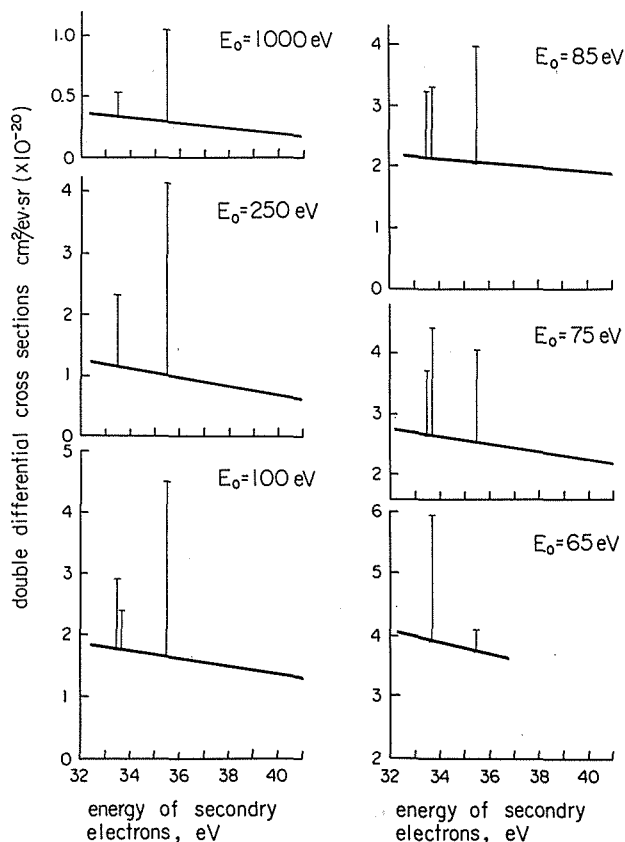 double differential cross sections cm²/ev·sr (×10⁻²⁰)
E₀=1000 eV
1.0
0.5
0
E₀=250 eV
4
3
2
1
0
E₀=100 eV
5
4
3
2
1
0
32 34 36 38 40
energy of secondry
electrons, eV
E₀=85 eV
4
3
2
1
0
E₀=75 eV
4
3
2
E₀=65 eV
6
5
4
2
32 34 36 38 40
energy of secondry
electrons, eV